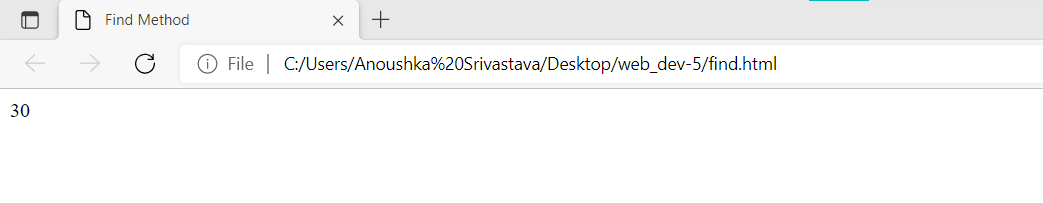 Find Method
File | C:/Users/Anoushka%20Srivastava/Desktop/web_dev-5/find.html
30